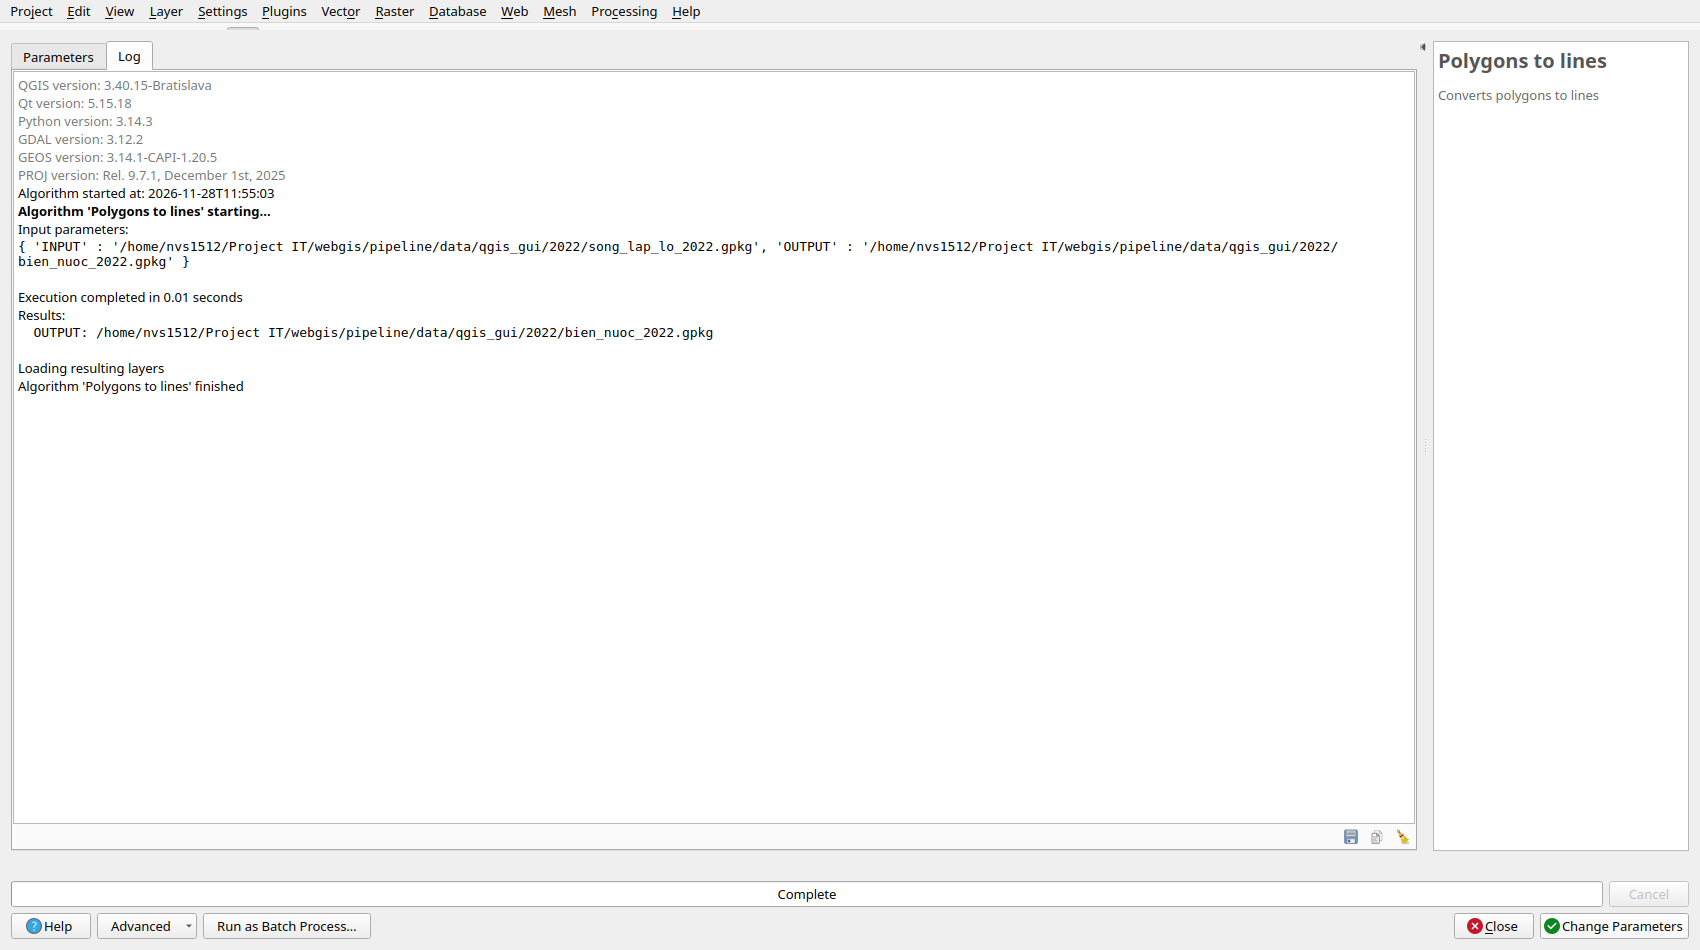 Project Edit View Layer Settings Plugins Vector Raster Database Web Mesh Processing Help
Parameters Log
QGIS version: 3.40.15-Bratislava
Qt version: 5.15.18
Python version: 3.14.3
GDAL version: 3.12.2
GEOS version: 3.14.1-CAPI-1.20.5
PROJ version: Rel. 9.7.1, December 1st, 2025
Algorithm started at: 2026-11-28T11:55:03
Algorithm 'Polygons to lines' starting...
Input parameters:
{ 'INPUT' : '/home/nvs1512/Project IT/webgis/pipeline/data/qgis_gui/2022/song_lap_lo_2022.gpkg', 'OUTPUT' : '/home/nvs1512/Project IT/webgis/pipeline/data/qgis_gui/2022/
bien_nuoc_2022.gpkg' }
Execution completed in 0.01 seconds
Results:
OUTPUT: /home/nvs1512/Project IT/webgis/pipeline/data/qgis_gui/2022/bien_nuoc_2022.gpkg
Loading resulting layers
Algorithm 'Polygons to lines' finished
Polygons to lines
Converts polygons to lines
Complete
Cancel
Help Advanced Run as Batch Process... Close Change Parameters